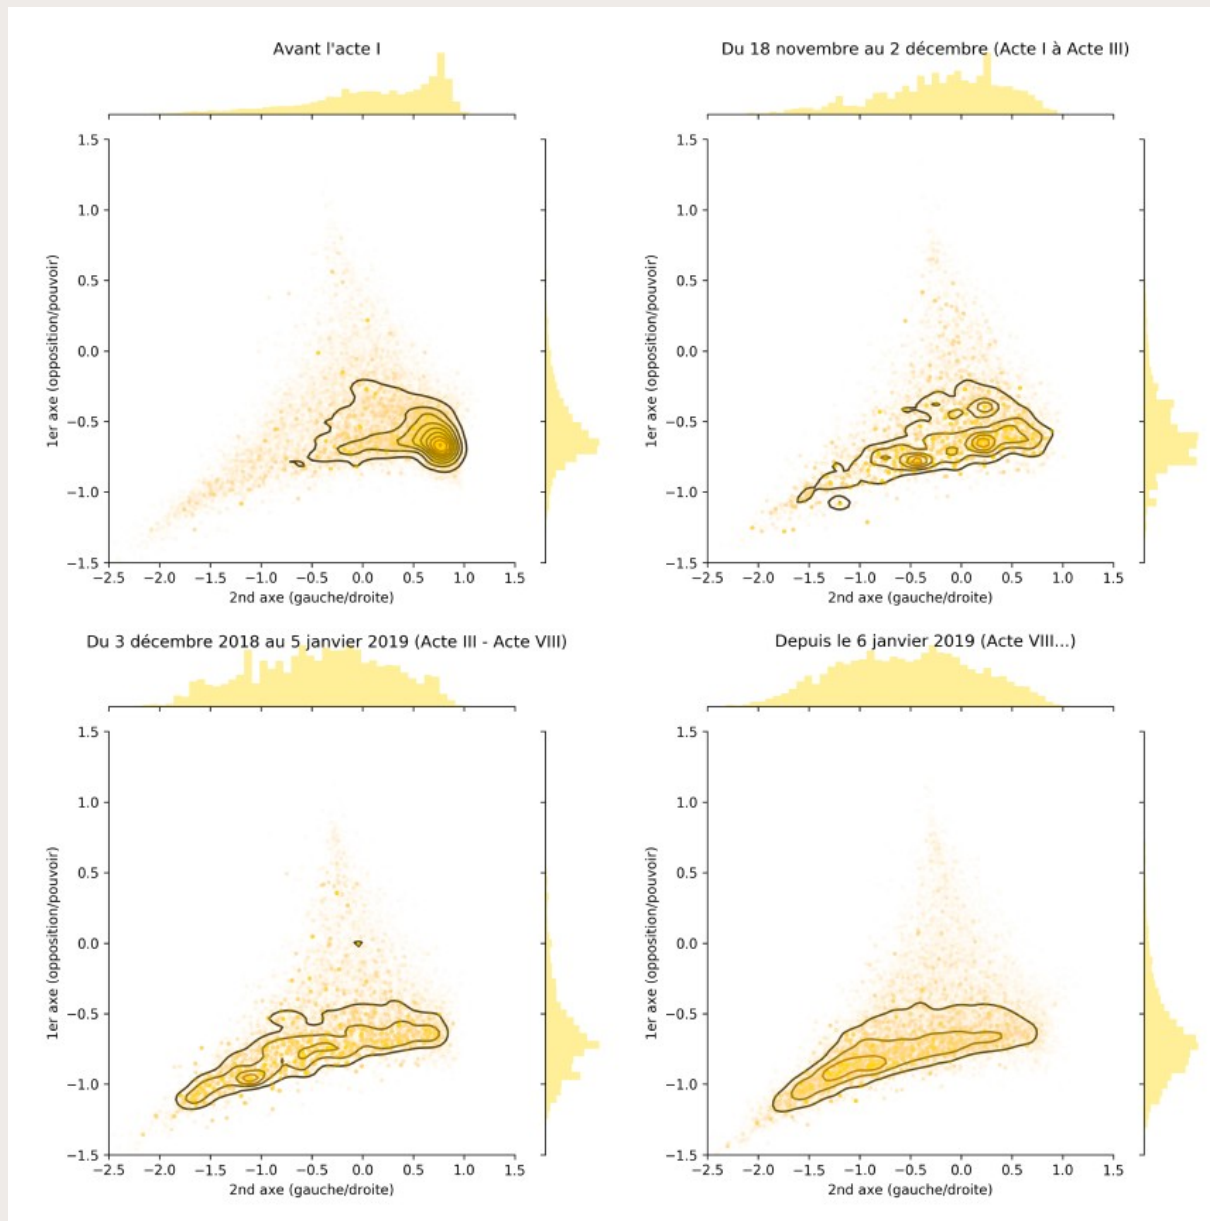 Avant l'acte I
1.5
1.0
0.5
0.0
−0.5
−1.0
−1.5
1er axe (opposition/pouvoir)
−2.5 −2.0 −1.5 −1.0 −0.5 0.0 0.5 1.0 1.5
2nd axe (gauche/droite)
Du 18 novembre au 2 décembre (Acte I à Acte III)
1.5
1.0
0.5
0.0
−0.5
−1.0
−1.5
1er axe (opposition/pouvoir)
−2.5 −2.0 −1.5 −1.0 −0.5 0.0 0.5 1.0 1.5
2nd axe (gauche/droite)
Du 3 décembre 2018 au 5 janvier 2019 (Acte III - Acte VIII)
1.5
1.0
0.5
0.0
−0.5
−1.0
−1.5
1er axe (opposition/pouvoir)
−2.5 −2.0 −1.5 −1.0 −0.5 0.0 0.5 1.0 1.5
2nd axe (gauche/droite)
Depuis le 6 janvier 2019 (Acte VIII...)
1.5
1.0
0.5
0.0
−0.5
−1.0
−1.5
1er axe (opposition/pouvoir)
−2.5 −2.0 −1.5 −1.0 −0.5 0.0 0.5 1.0 1.5
2nd axe (gauche/droite)